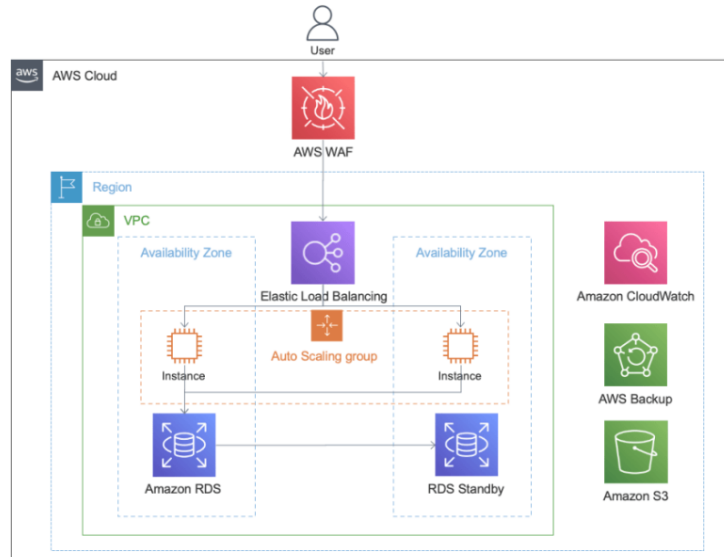 User
aws
AWS Cloud
AWS WAF
Region
VPC
Availability Zone
Availability Zone
Elastic Load Balancing
Amazon CloudWatch
Auto Scaling group
Instance
Instance
AWS Backup
Amazon RDS
RDS Standby
Amazon S3